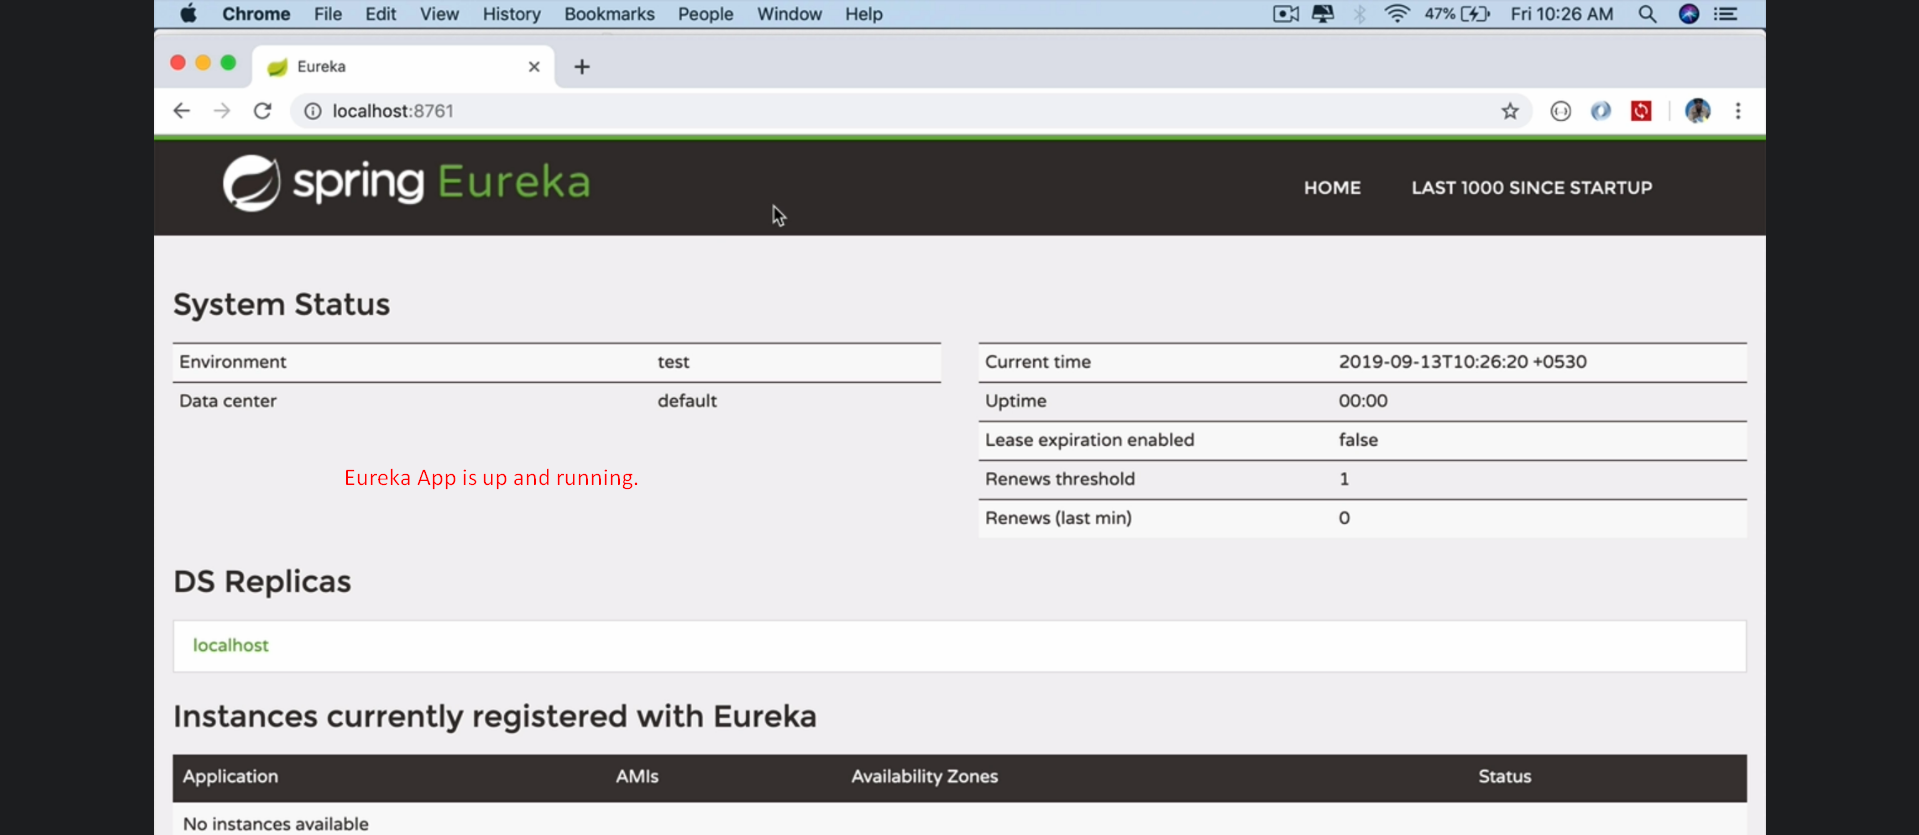 Chrome File Edit View History Bookmarks People Window Help 47% Fri 10:26 AM
Eureka
localhost:8761
spring Eureka HOME LAST 1000 SINCE STARTUP
System Status
Environment test
Data center default
Current time 2019-09-13T10:26:20 +0530
Uptime 00:00
Lease expiration enabled false
Renews threshold 1
Renews (last min) 0
Eureka App is up and running.
DS Replicas
localhost
Instances currently registered with Eureka
Application AMIs Availability Zones Status
No instances available